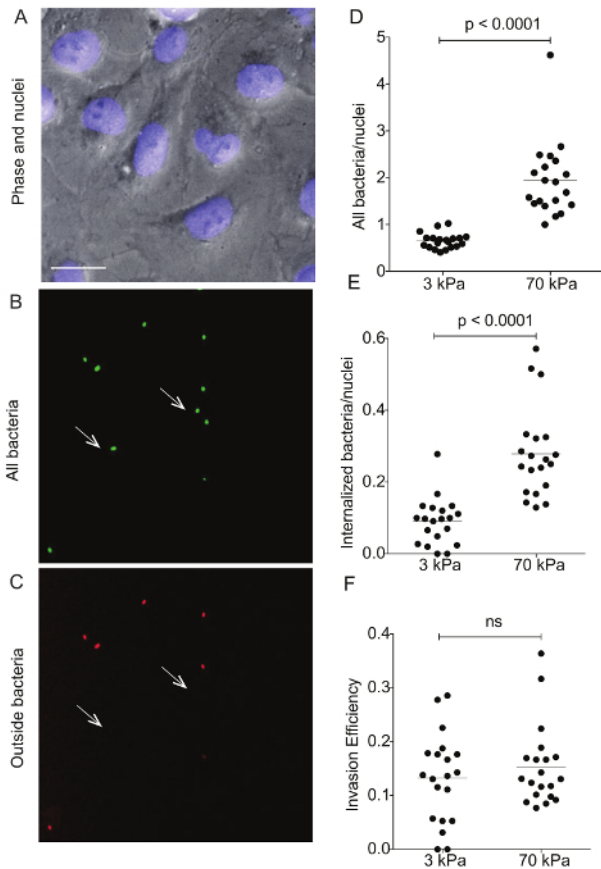 A
Phase and nuclei
B
All bacteria
C
Outside bacteria
D
p < 0.0001
All bacteria/nuclei
5
4
3
2
1
0
3 kPa 70 kPa
E
p < 0.0001
Internalized bacteria/nuclei
0.6
0.4
0.2
0.0
3 kPa 70 kPa
F
ns
Invasion Efficiency
0.4
0.3
0.2
0.1
0.0
3 kPa 70 kPa